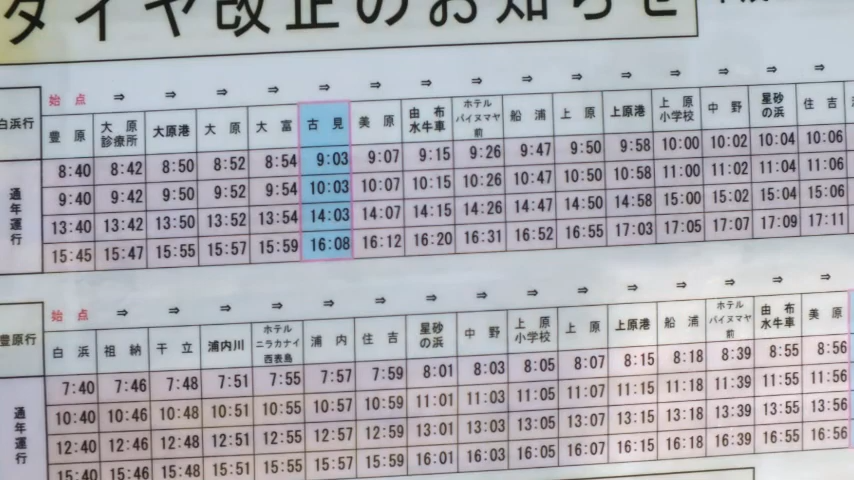 ダイヤ改正のお知らせ
白浜行 始点 ⇒ ⇒ ⇒ ⇒ ⇒ ⇒ ⇒ ⇒ ⇒ ⇒ ⇒ ⇒ ⇒ ⇒ ⇒
豊原 大原診療所 大原港 大原 大富 古見 美原 由布水牛車 ホテルパイヌマヤ前 船浦 上原 上原港 上原小学校 中野 星砂の浜 住吉
通年運行
8:40 8:42 8:50 8:52 8:54 9:03 9:07 9:15 9:26 9:47 9:50 9:58 10:00 10:02 10:04 10:06
9:40 9:42 9:50 9:52 9:54 10:03 10:07 10:15 10:26 10:47 10:50 10:58 11:00 11:02 11:04 11:06
13:40 13:42 13:50 13:52 13:54 14:03 14:07 14:15 14:26 14:47 14:50 14:58 15:00 15:02 15:04 15:06
15:45 15:47 15:55 15:57 15:59 16:08 16:12 16:20 16:31 16:52 16:55 17:03 17:05 17:07 17:09 17:11
豊原行 始点 ⇒ ⇒ ⇒ ⇒ ⇒ ⇒ ⇒ ⇒ ⇒ ⇒ ⇒ ⇒ ⇒ ⇒ ⇒
白浜 祖納 干立 浦内川 ホテルニラカナイ西表島 浦内 住吉 星砂の浜 中野 上原小学校 上原 上原港 船浦 ホテルパイヌマヤ前 由布水牛車 美原
通年運行
7:40 7:46 7:48 7:51 7:55 7:57 7:59 8:01 8:03 8:05 8:07 8:15 8:18 8:39 8:55 8:56
10:40 10:46 10:48 10:51 10:55 10:57 10:59 11:01 11:03 11:05 11:07 11:15 11:18 11:39 11:55 11:56
12:40 12:46 12:48 12:51 12:55 12:57 12:59 13:01 13:03 13:05 13:07 13:15 13:18 13:39 13:55 13:56
15:40 15:46 15:48 15:51 15:55 15:57 15:59 16:01 16:03 16:05 16:07 16:15 16:18 16:39 16:55 16:56